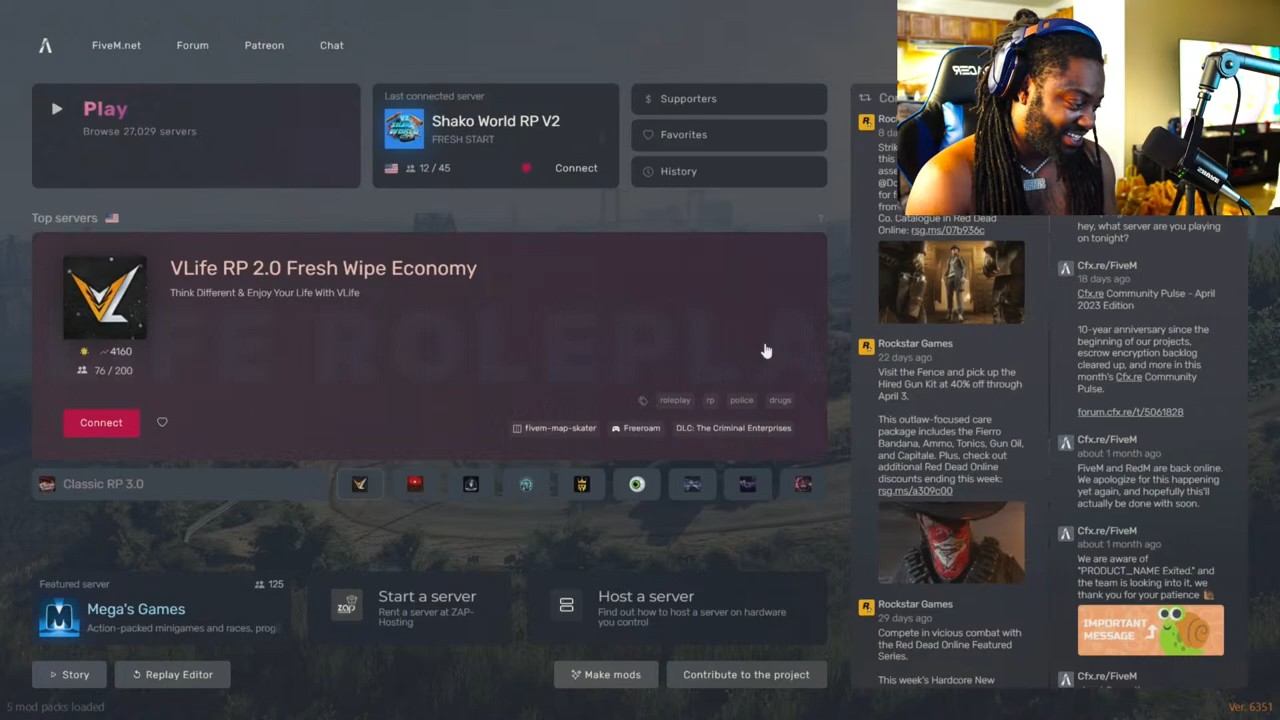 FiveM.net
Forum
Patreon
Chat
Play
Browse 27,029 servers
Last connected server
Shako World RP V2
FRESH START
12 / 45
Connect
$ Supporters
Favorites
History
Top servers
?
VLife RP 2.0 Fresh Wipe Economy
Think Different & Enjoy Your Life With VLife
4160
76 / 200
Connect
roleplay
rp
police
drugs
fivem-map-skater
Freeroam
DLC: The Criminal Enterprises
Classic RP 3.0
Featured server
125
Mega's Games
Action-packed minigames and races, prog
ZAP
Start a server
Rent a server at ZAP-
Hosting
Host a server
Find out how to host a server on hardware
you control
Story
Replay Editor
Make mods
Contribute to the project
5 mod packs loaded
Co. Catalogue in Red Dead
Online: rsg.ms/07b936c
Rockstar Games
22 days ago
Visit the Fence and pick up the
Hired Gun Kit at 40% off through
April 3.
This outlaw-focused care
package includes the Fierro
Bandana, Ammo, Tonics, Gun Oil,
and Capitale. Plus, check out
additional Red Dead Online
discounts ending this week:
rsg.ms/a309c00
Rockstar Games
29 days ago
Compete in vicious combat with
the Red Dead Online Featured
Series.
This week's Hardcore New
hey, what server are you playing
on tonight?
Cfx.re/FiveM
18 days ago
Cfx.re Community Pulse - April
2023 Edition
10-year anniversary since the
beginning of our projects,
escrow encryption backlog
cleared up, and more in this
month's Cfx.re Community
Pulse.
forum.cfx.re/t/5061828
Cfx.re/FiveM
about 1 month ago
FiveM and RedM are back online.
We apologize for this happening
yet again, and hopefully this'll
actually be done with soon.
Cfx.re/FiveM
about 1 month ago
We are aware of
"PRODUCT_NAME Exited." and
the team is looking into it, we
thank you for your patience
IMPORTANT
MESSAGE
Cfx.re/FiveM
Ver. 6351